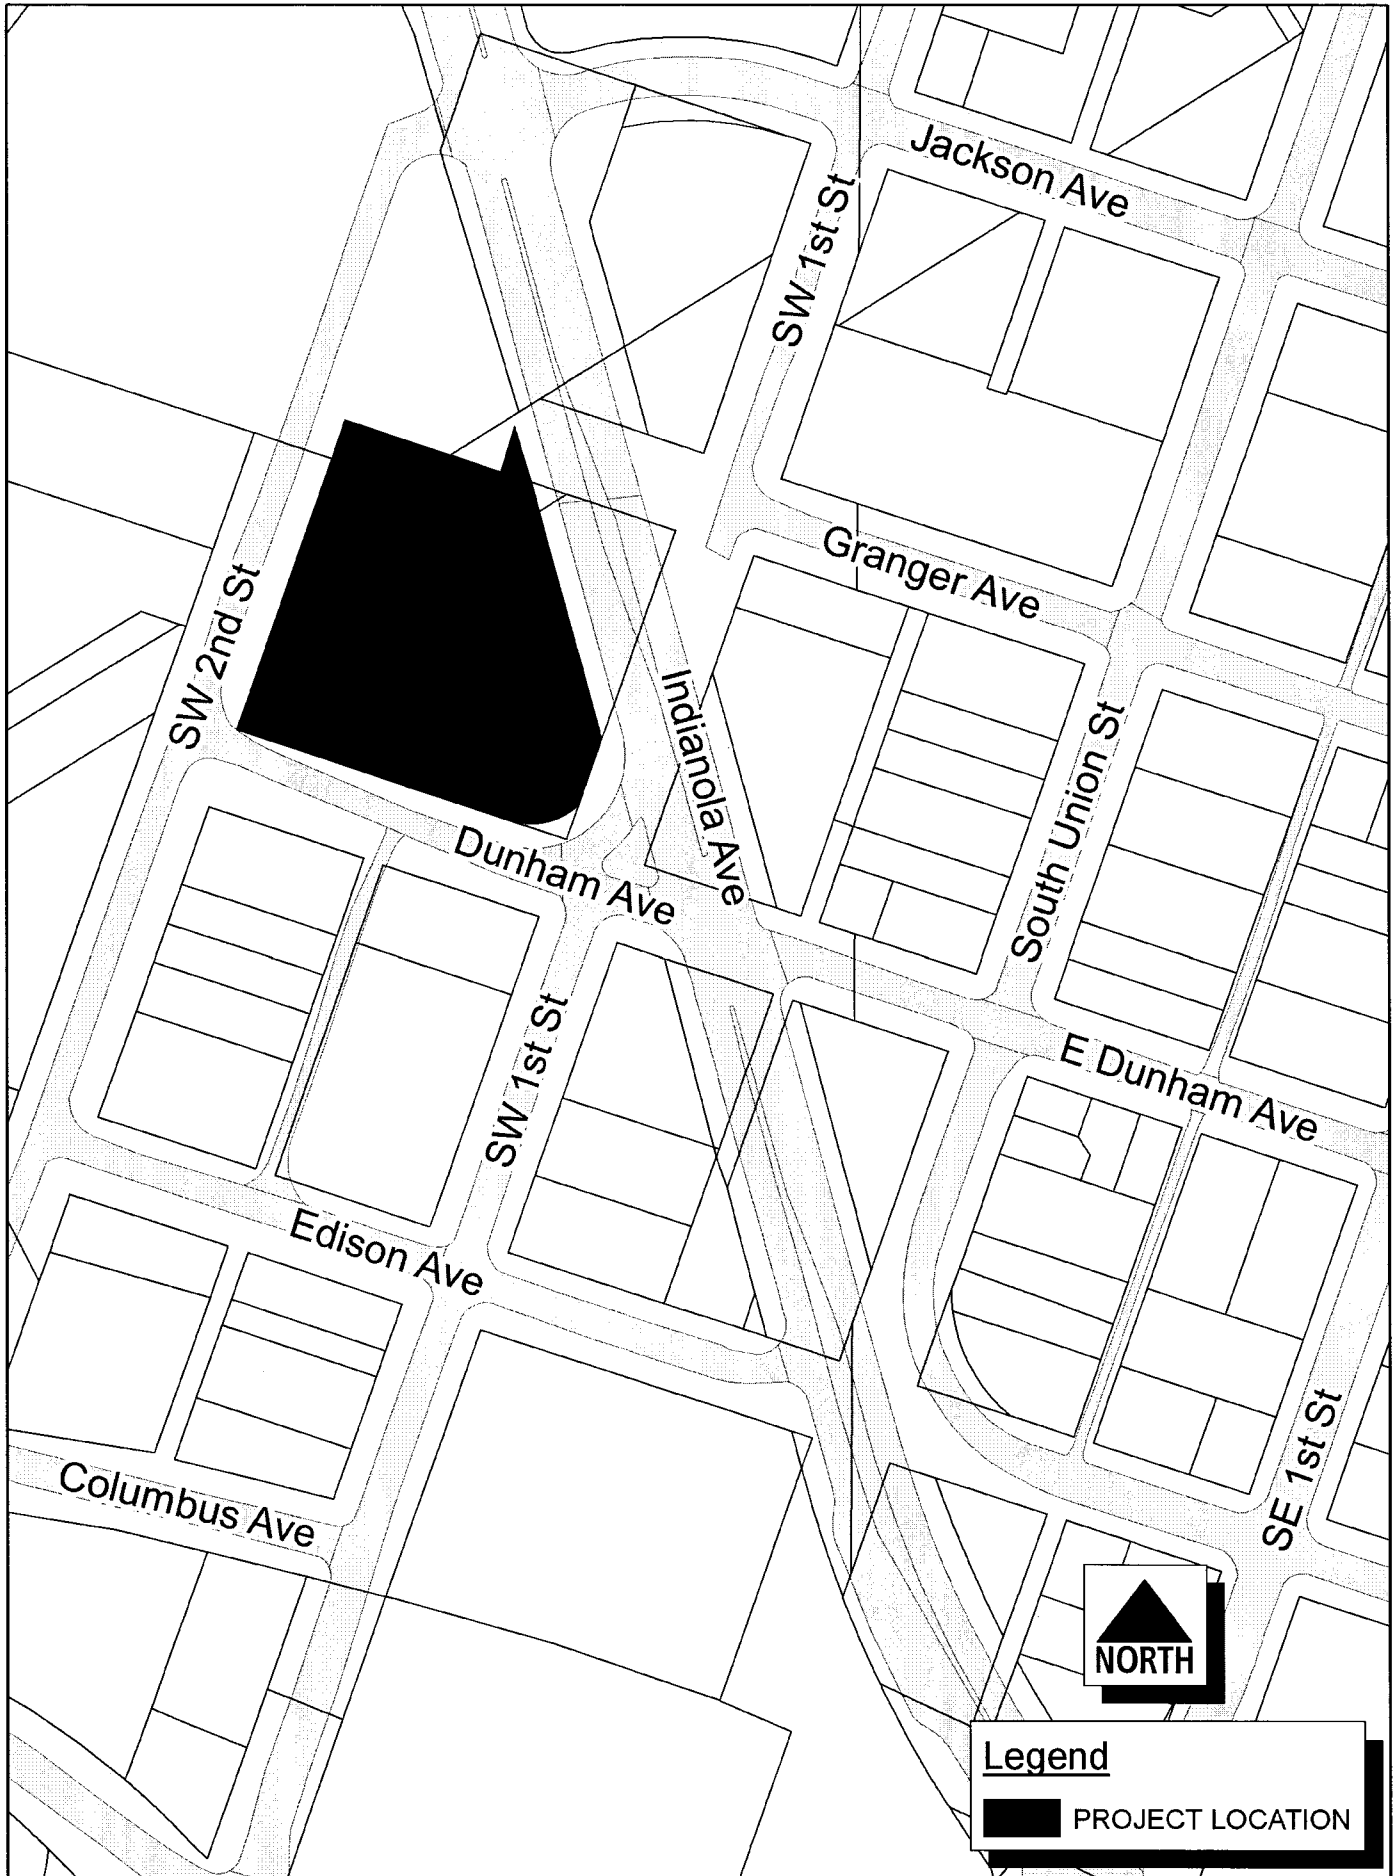 Jackson Ave
SW 1st St
Granger Ave
SW 2nd St
Indianola Ave
South Union St
Dunham Ave
SW 1st St
E Dunham Ave
Edison Ave
SE 1st St
Columbus Ave
NORTH
Legend
PROJECT LOCATION